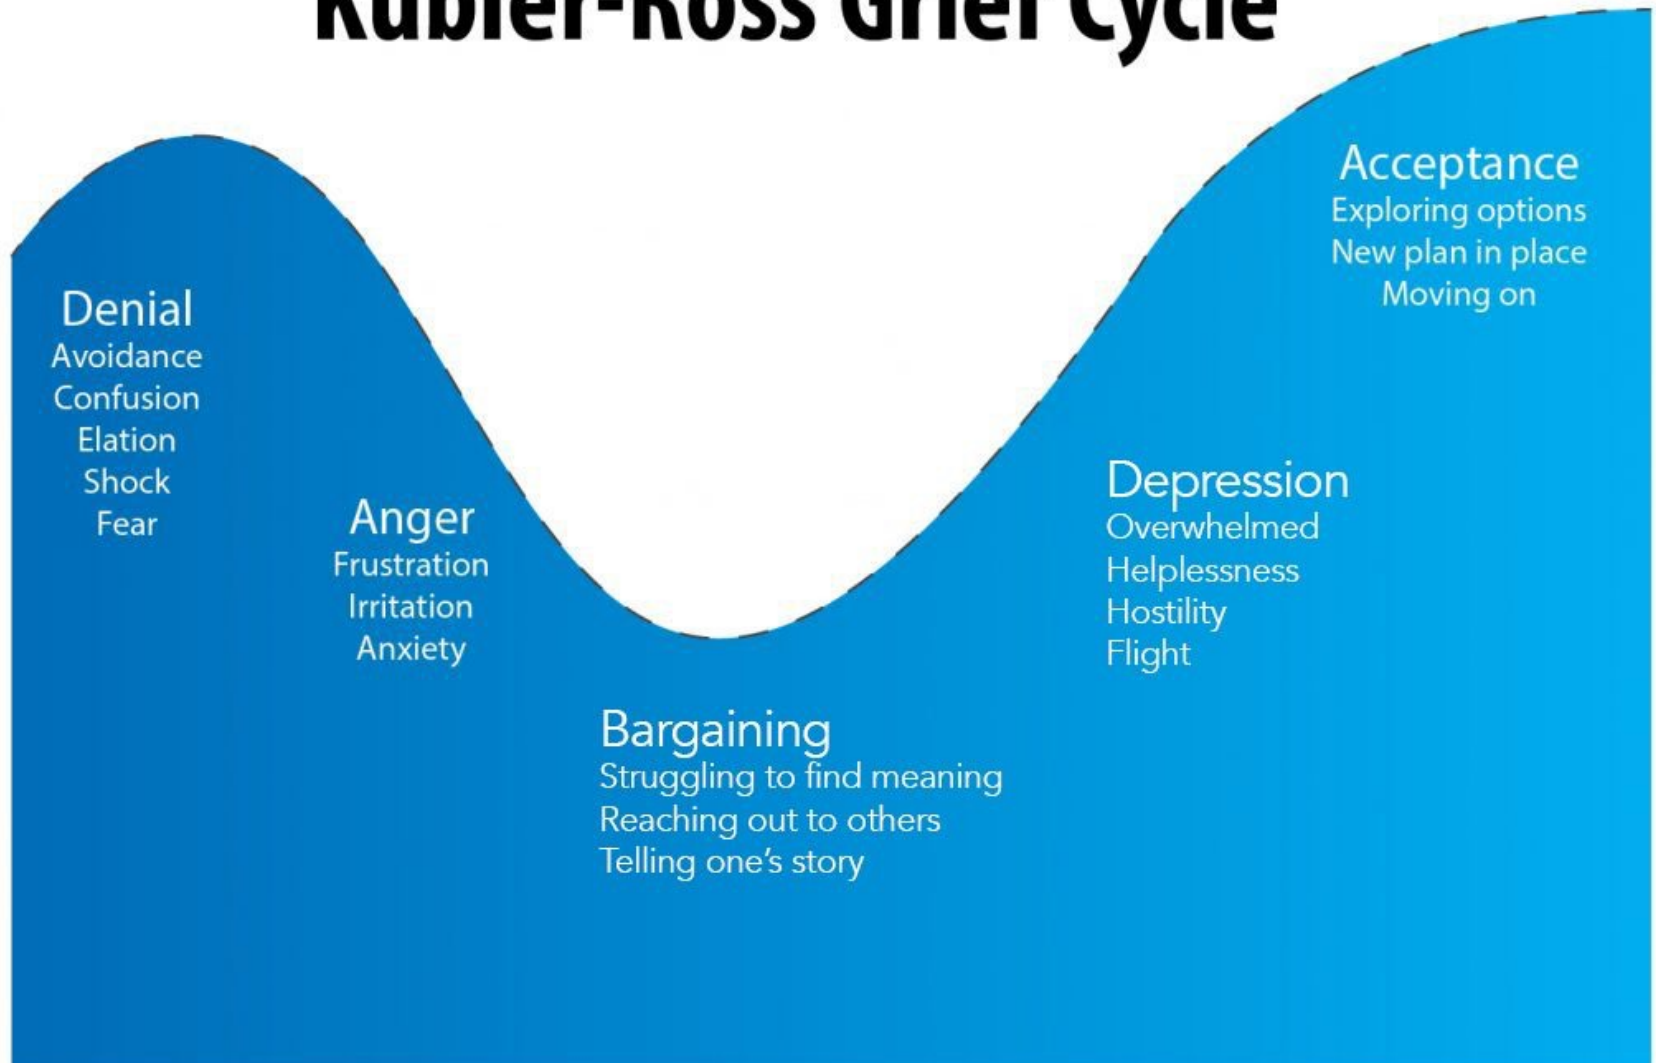 Kubler-Ross Grief Cycle
Denial
Avoidance
Confusion
Elation
Shock
Fear
Anger
Frustration
Irritation
Anxiety
Bargaining
Struggling to find meaning
Reaching out to others
Telling one's story
Depression
Overwhelmed
Helplessness
Hostility
Flight
Acceptance
Exploring options
New plan in place
Moving on